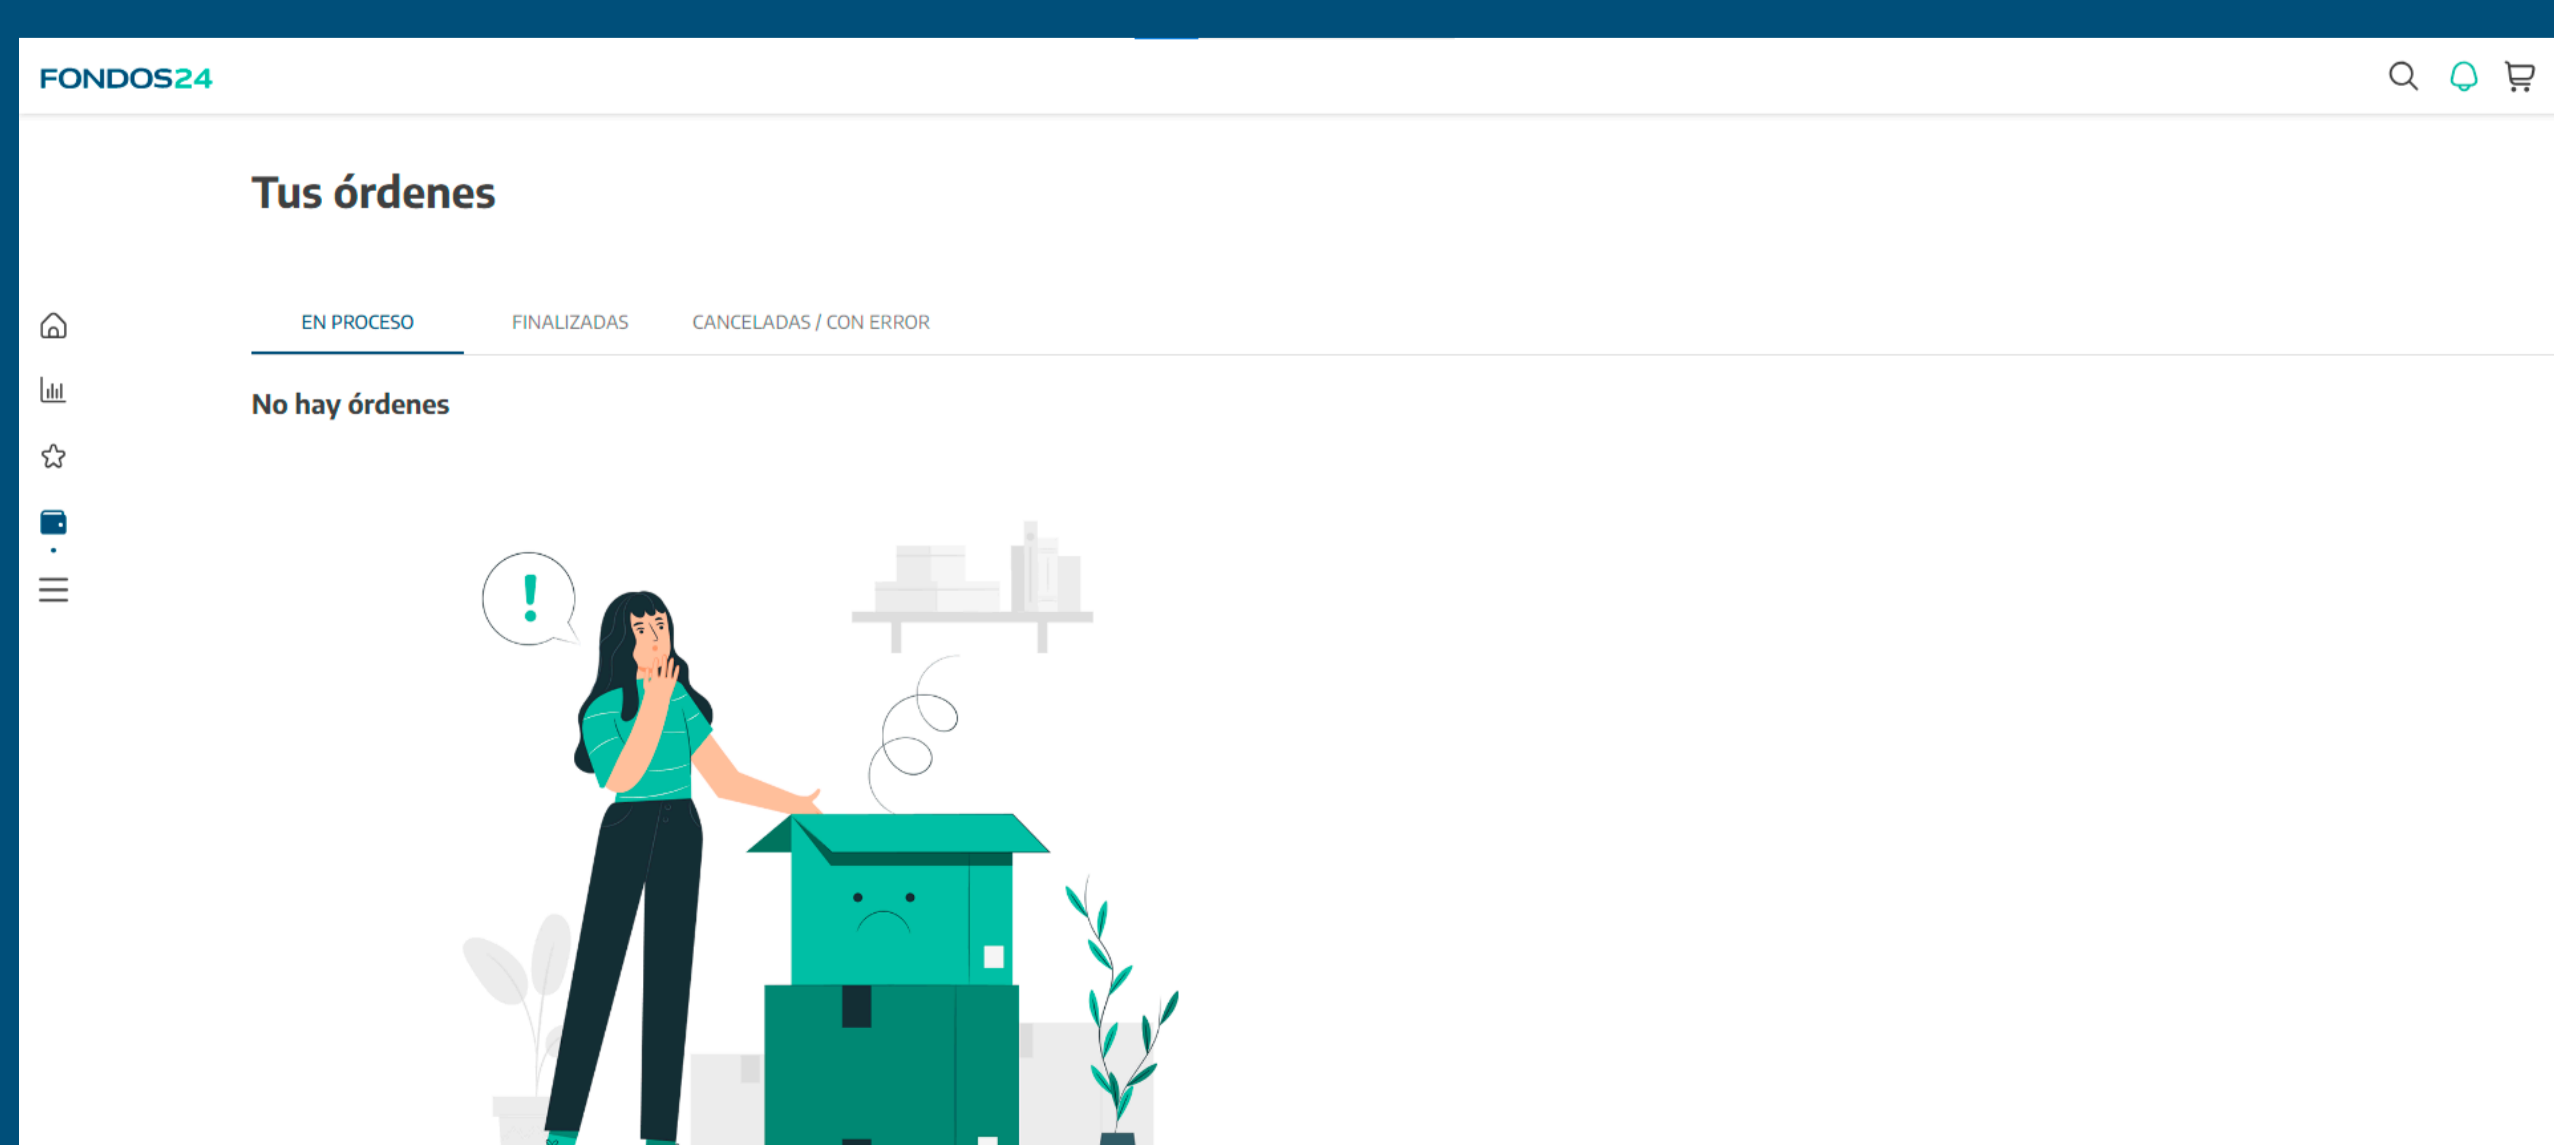 FONDOS24
Tus órdenes
EN PROCESO FINALIZADAS CANCELADAS / CON ERROR
No hay órdenes
!